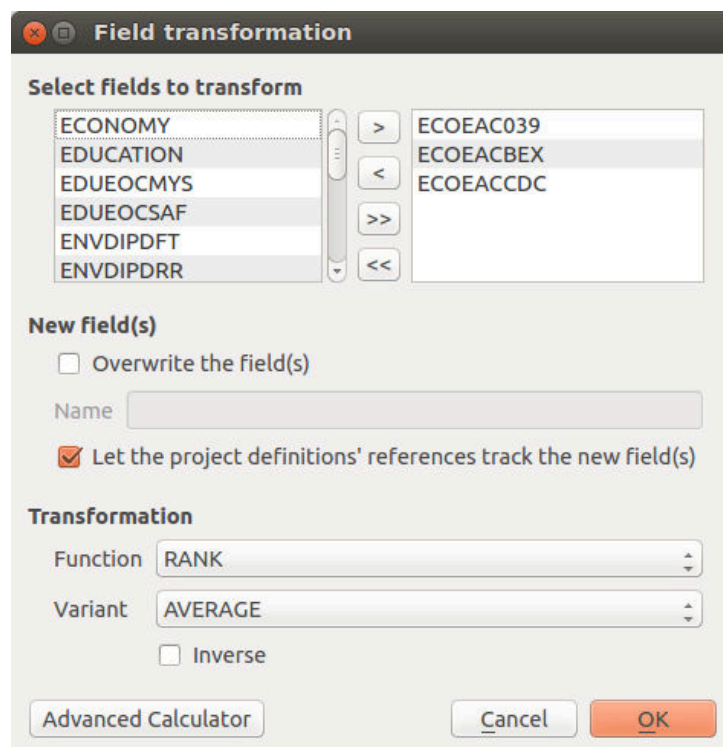 Field transformation
Select fields to transform
ECONOMY
EDUCATION
EDUEOCMYS
EDUEOCSAF
ENVDIPDFT
ENVDIPDRR
>
<
>>
<<
ECOEAC039
ECOEACBEX
ECOEACCDC
New field(s)
Overwrite the field(s)
Name
Let the project definitions' references track the new field(s)
Transformation
Function RANK
Variant AVERAGE
Inverse
Advanced Calculator Cancel OK